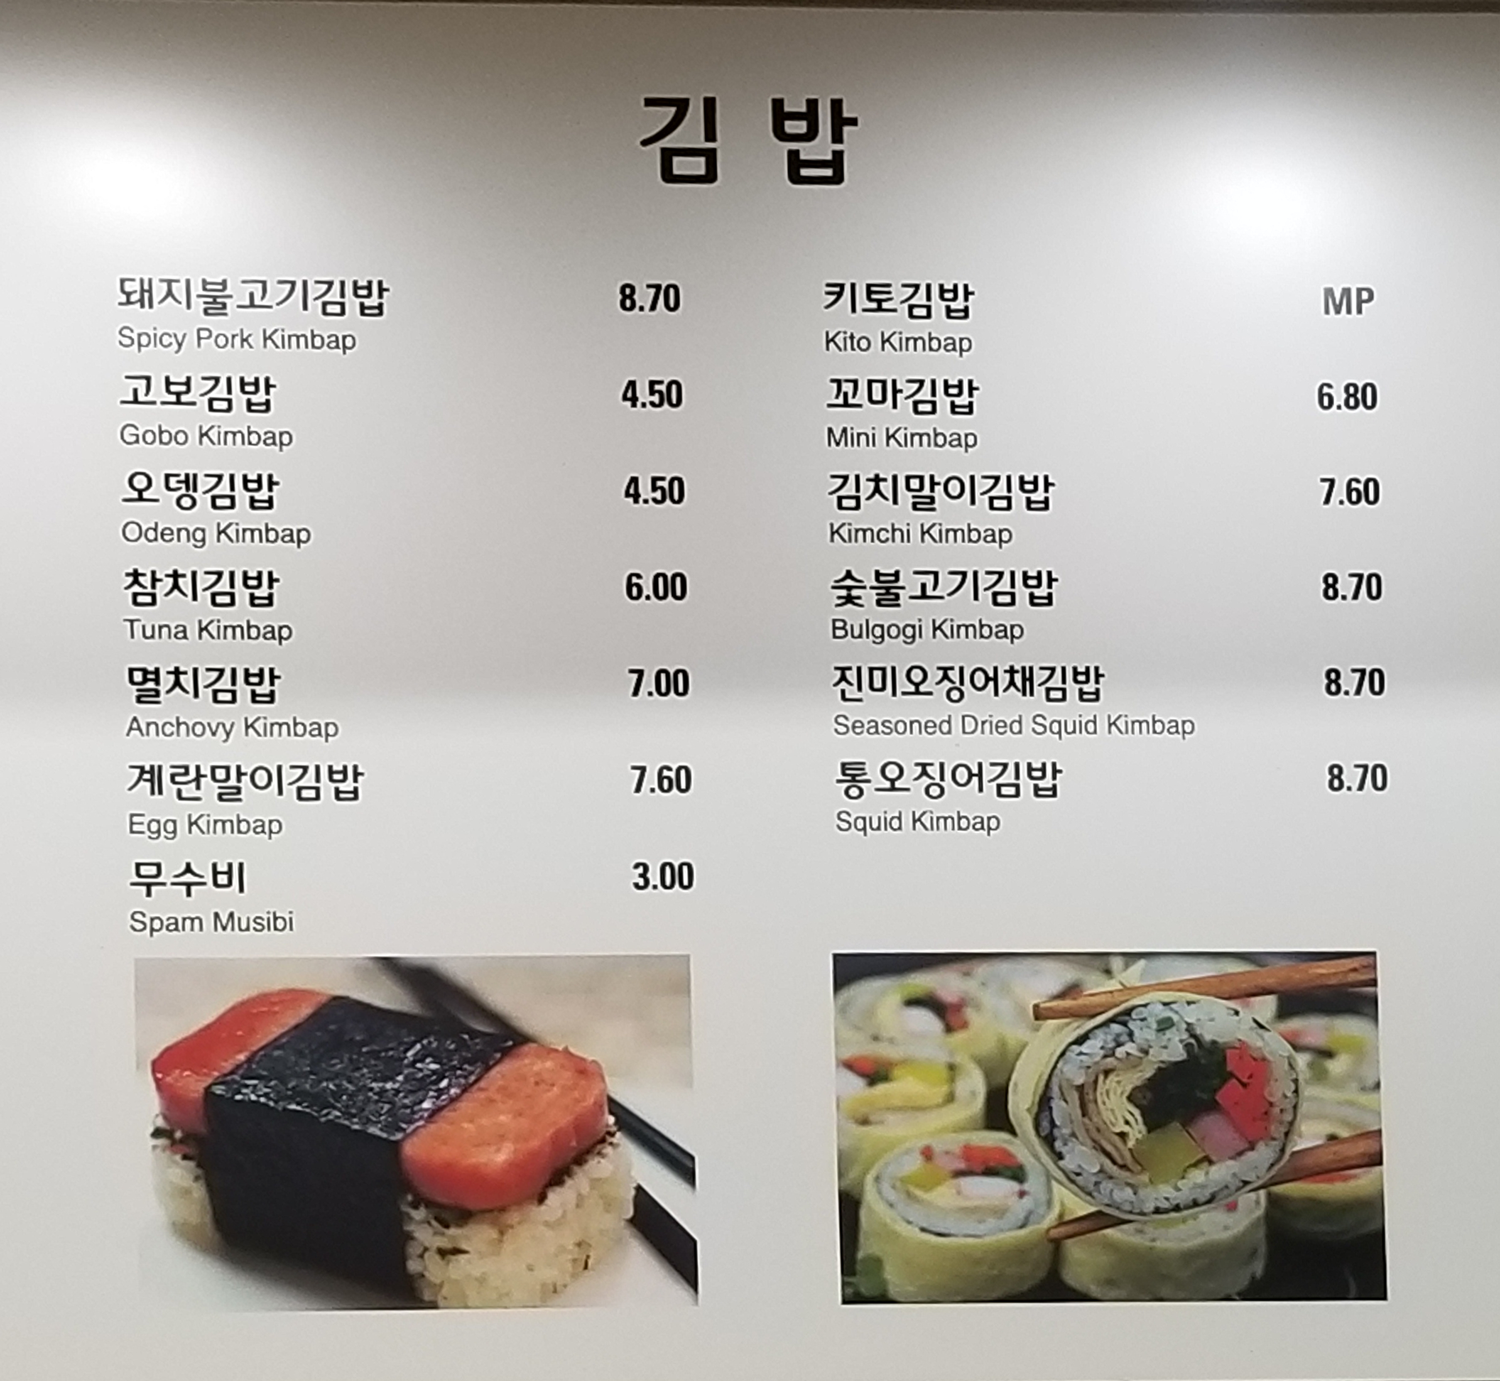 김밥
돼지불고기김밥 8.70
Spicy Pork Kimbap
고보김밥 4.50
Gobo Kimbap
오뎅김밥 4.50
Odeng Kimbap
참치김밥 6.00
Tuna Kimbap
멸치김밥 7.00
Anchovy Kimbap
계란말이김밥 7.60
Egg Kimbap
무수비 3.00
Spam Musibi
키토김밥 MP
Kito Kimbap
꼬마김밥 6.80
Mini Kimbap
김치말이김밥 7.60
Kimchi Kimbap
숯불고기김밥 8.70
Bulgogi Kimbap
진미오징어채김밥 8.70
Seasoned Dried Squid Kimbap
통오징어김밥 8.70
Squid Kimbap